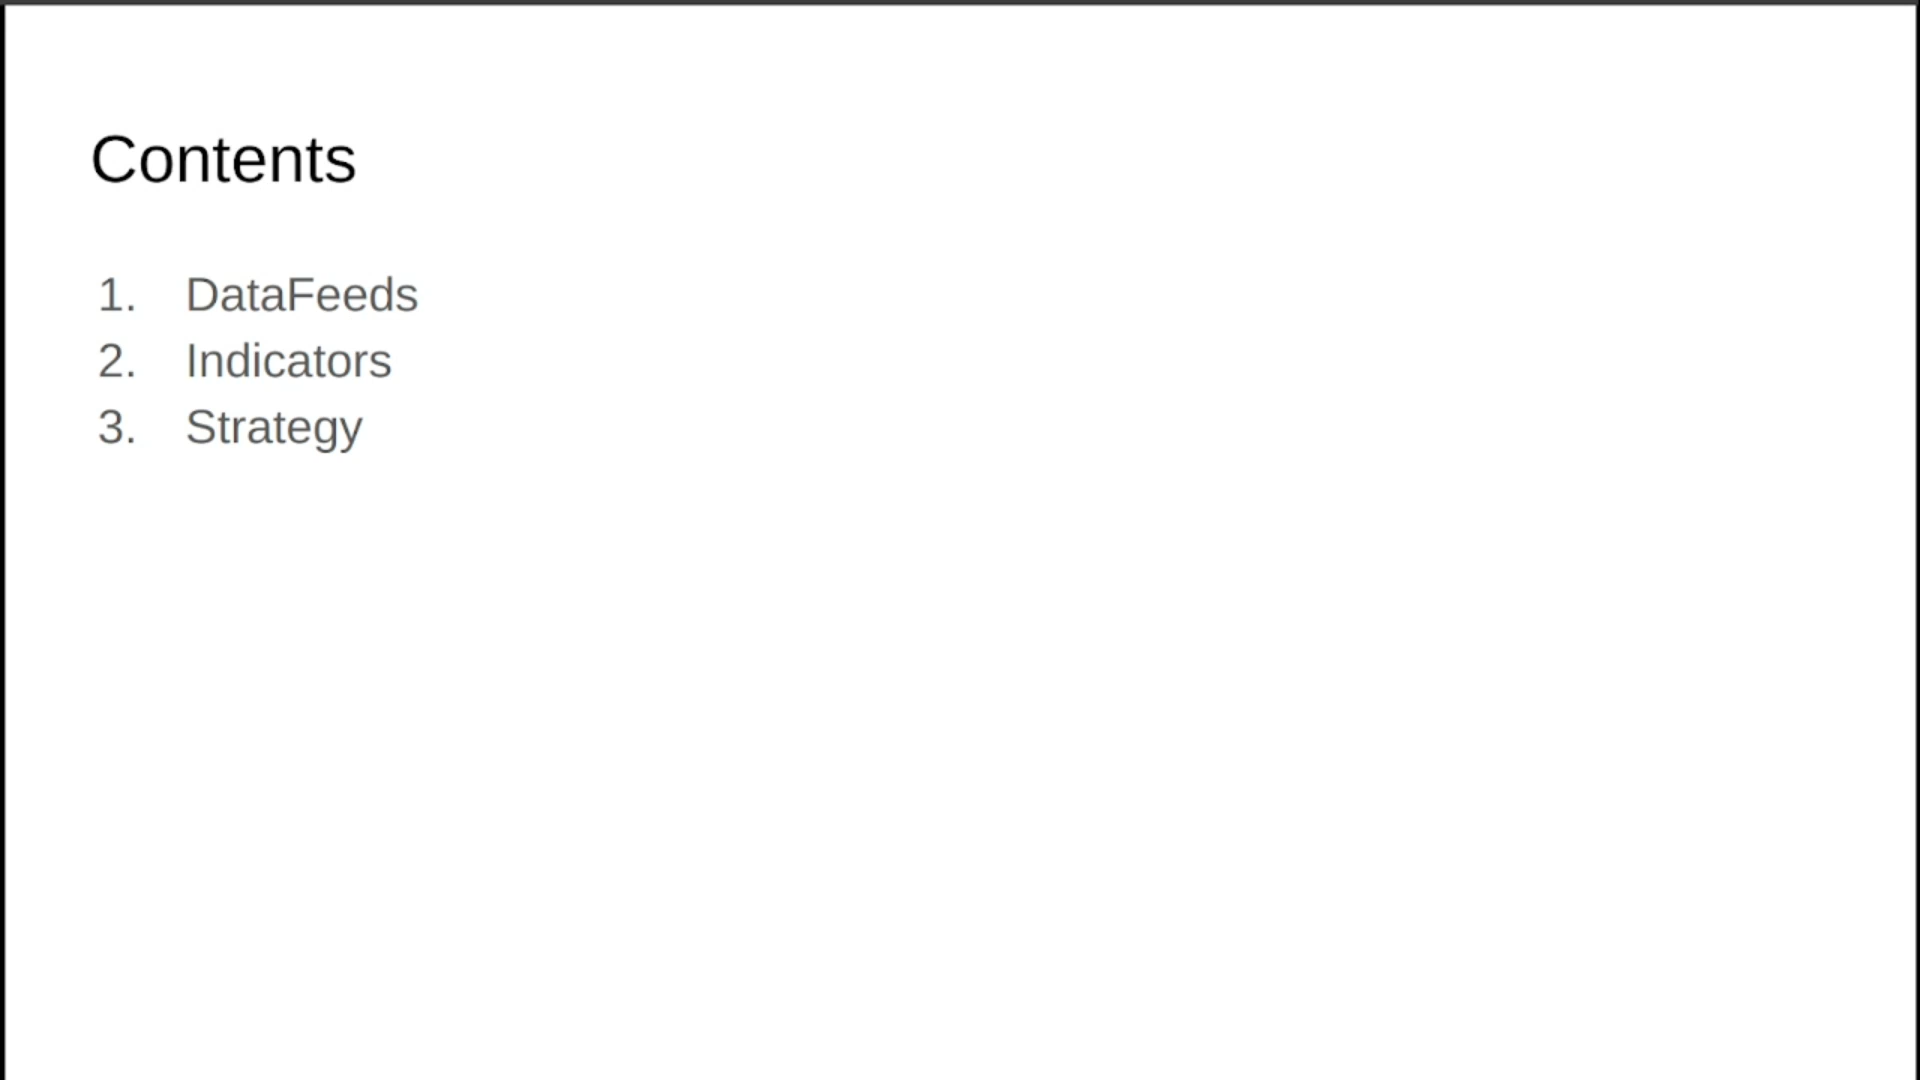 Contents
1. DataFeeds
2. Indicators
3. Strategy